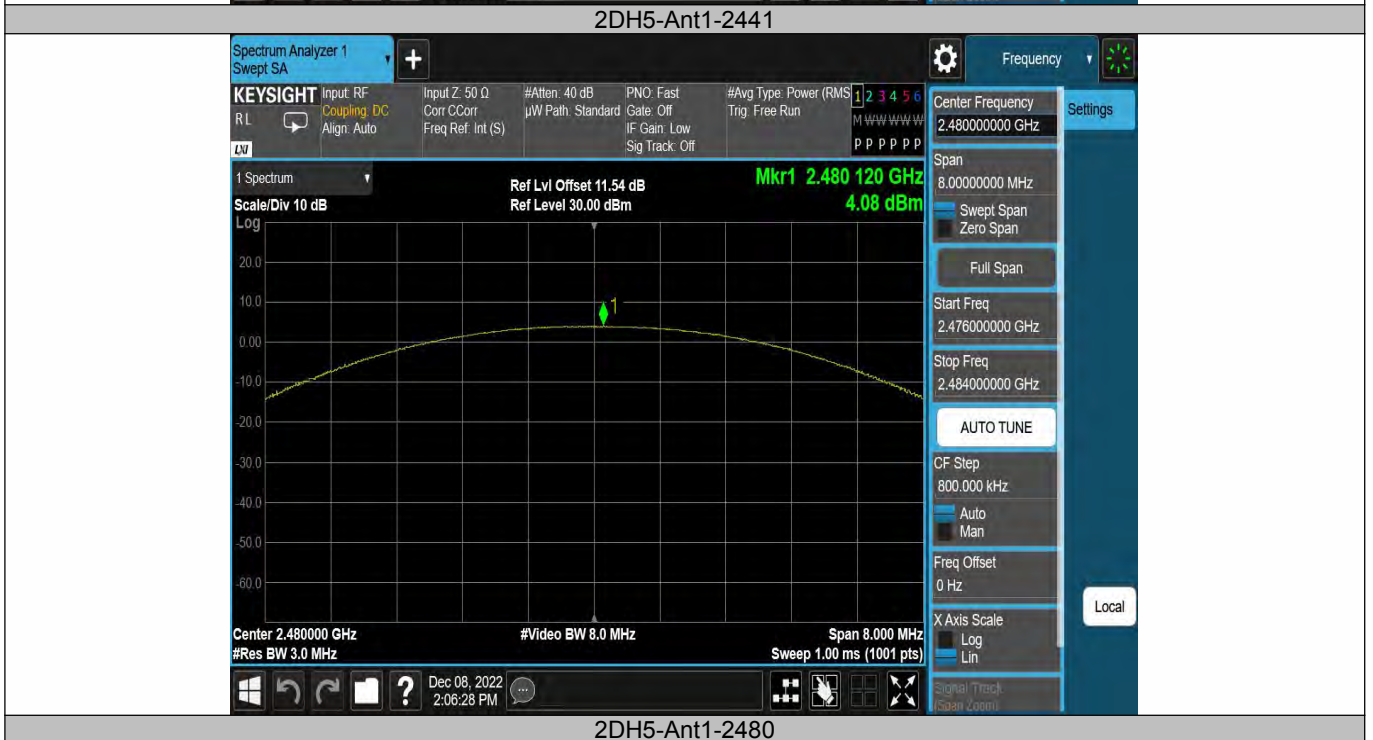 2DH5-Ant1-2441
Spectrum Analyzer 1
Swept SA
Frequency
KEYSIGHT
RL
LXI
Input: RF
Coupling: DC
Align: Auto
Input Z: 50 Ω
Corr CCorr
Freq Ref: Int (S)
#Atten: 40 dB
µW Path: Standard
PNO: Fast
Gate: Off
IF Gain: Low
Sig Track: Off
#Avg Type: Power (RMS
Trig: Free Run
1 2 3 4 5 6
M W W W W W
P P P P P P
1 Spectrum
Scale/Div 10 dB
Ref Lvl Offset 11.54 dB
Ref Level 30.00 dBm
Mkr1 2.480 120 GHz
4.08 dBm
Log
20.0
10.0
0.00
-10.0
-20.0
-30.0
-40.0
-50.0
-60.0
1
Center 2.480000 GHz
#Res BW 3.0 MHz
#Video BW 8.0 MHz
Span 8.000 MHz
Sweep 1.00 ms (1001 pts)
Center Frequency
2.480000000 GHz
Settings
Span
8.00000000 MHz
Swept Span
Zero Span
Full Span
Start Freq
2.476000000 GHz
Stop Freq
2.484000000 GHz
AUTO TUNE
CF Step
800.000 kHz
Auto
Man
Freq Offset
0 Hz
X Axis Scale
Log
Lin
Local
Signal Track
(Span Zoom)
Dec 08, 2022
2:06:28 PM
2DH5-Ant1-2480